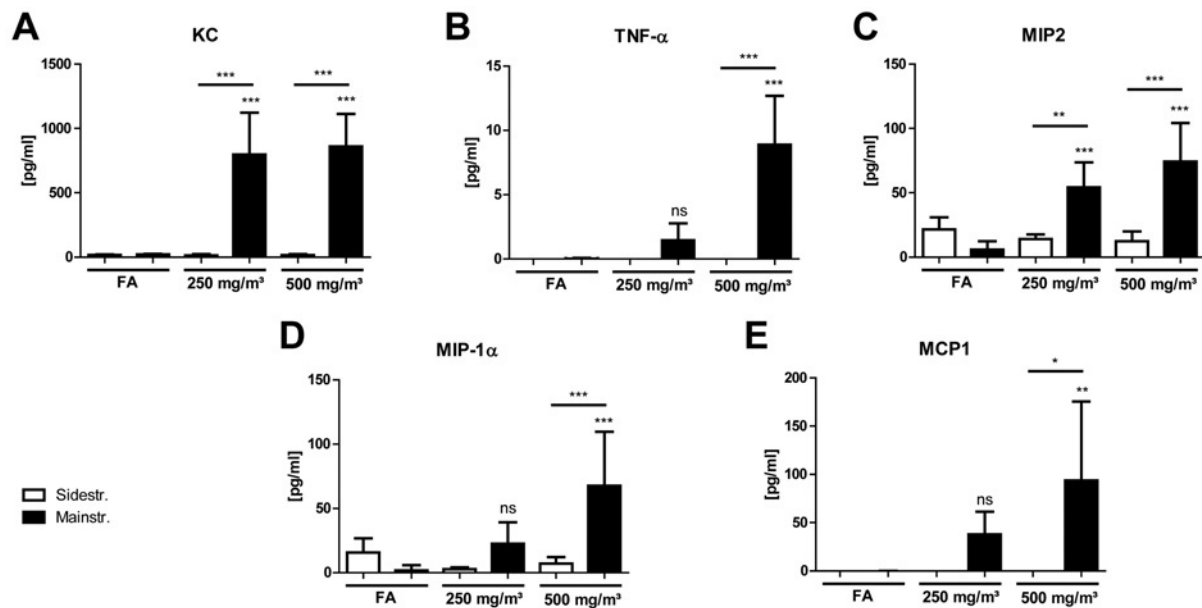 A
KC
[pg/ml]
1500
1000
500
0
***
***
***
***
FA
250 mg/m³
500 mg/m³
B
TNF-α
[pg/ml]
15
10
5
0
ns
***
***
FA
250 mg/m³
500 mg/m³
C
MIP2
[pg/ml]
150
100
50
0
**
***
***
***
FA
250 mg/m³
500 mg/m³
D
MIP-1α
[pg/ml]
150
100
50
0
ns
***
***
FA
250 mg/m³
500 mg/m³
E
MCP1
[pg/ml]
200
150
100
50
0
ns
*
**
FA
250 mg/m³
500 mg/m³
Sidestr.
Mainstr.